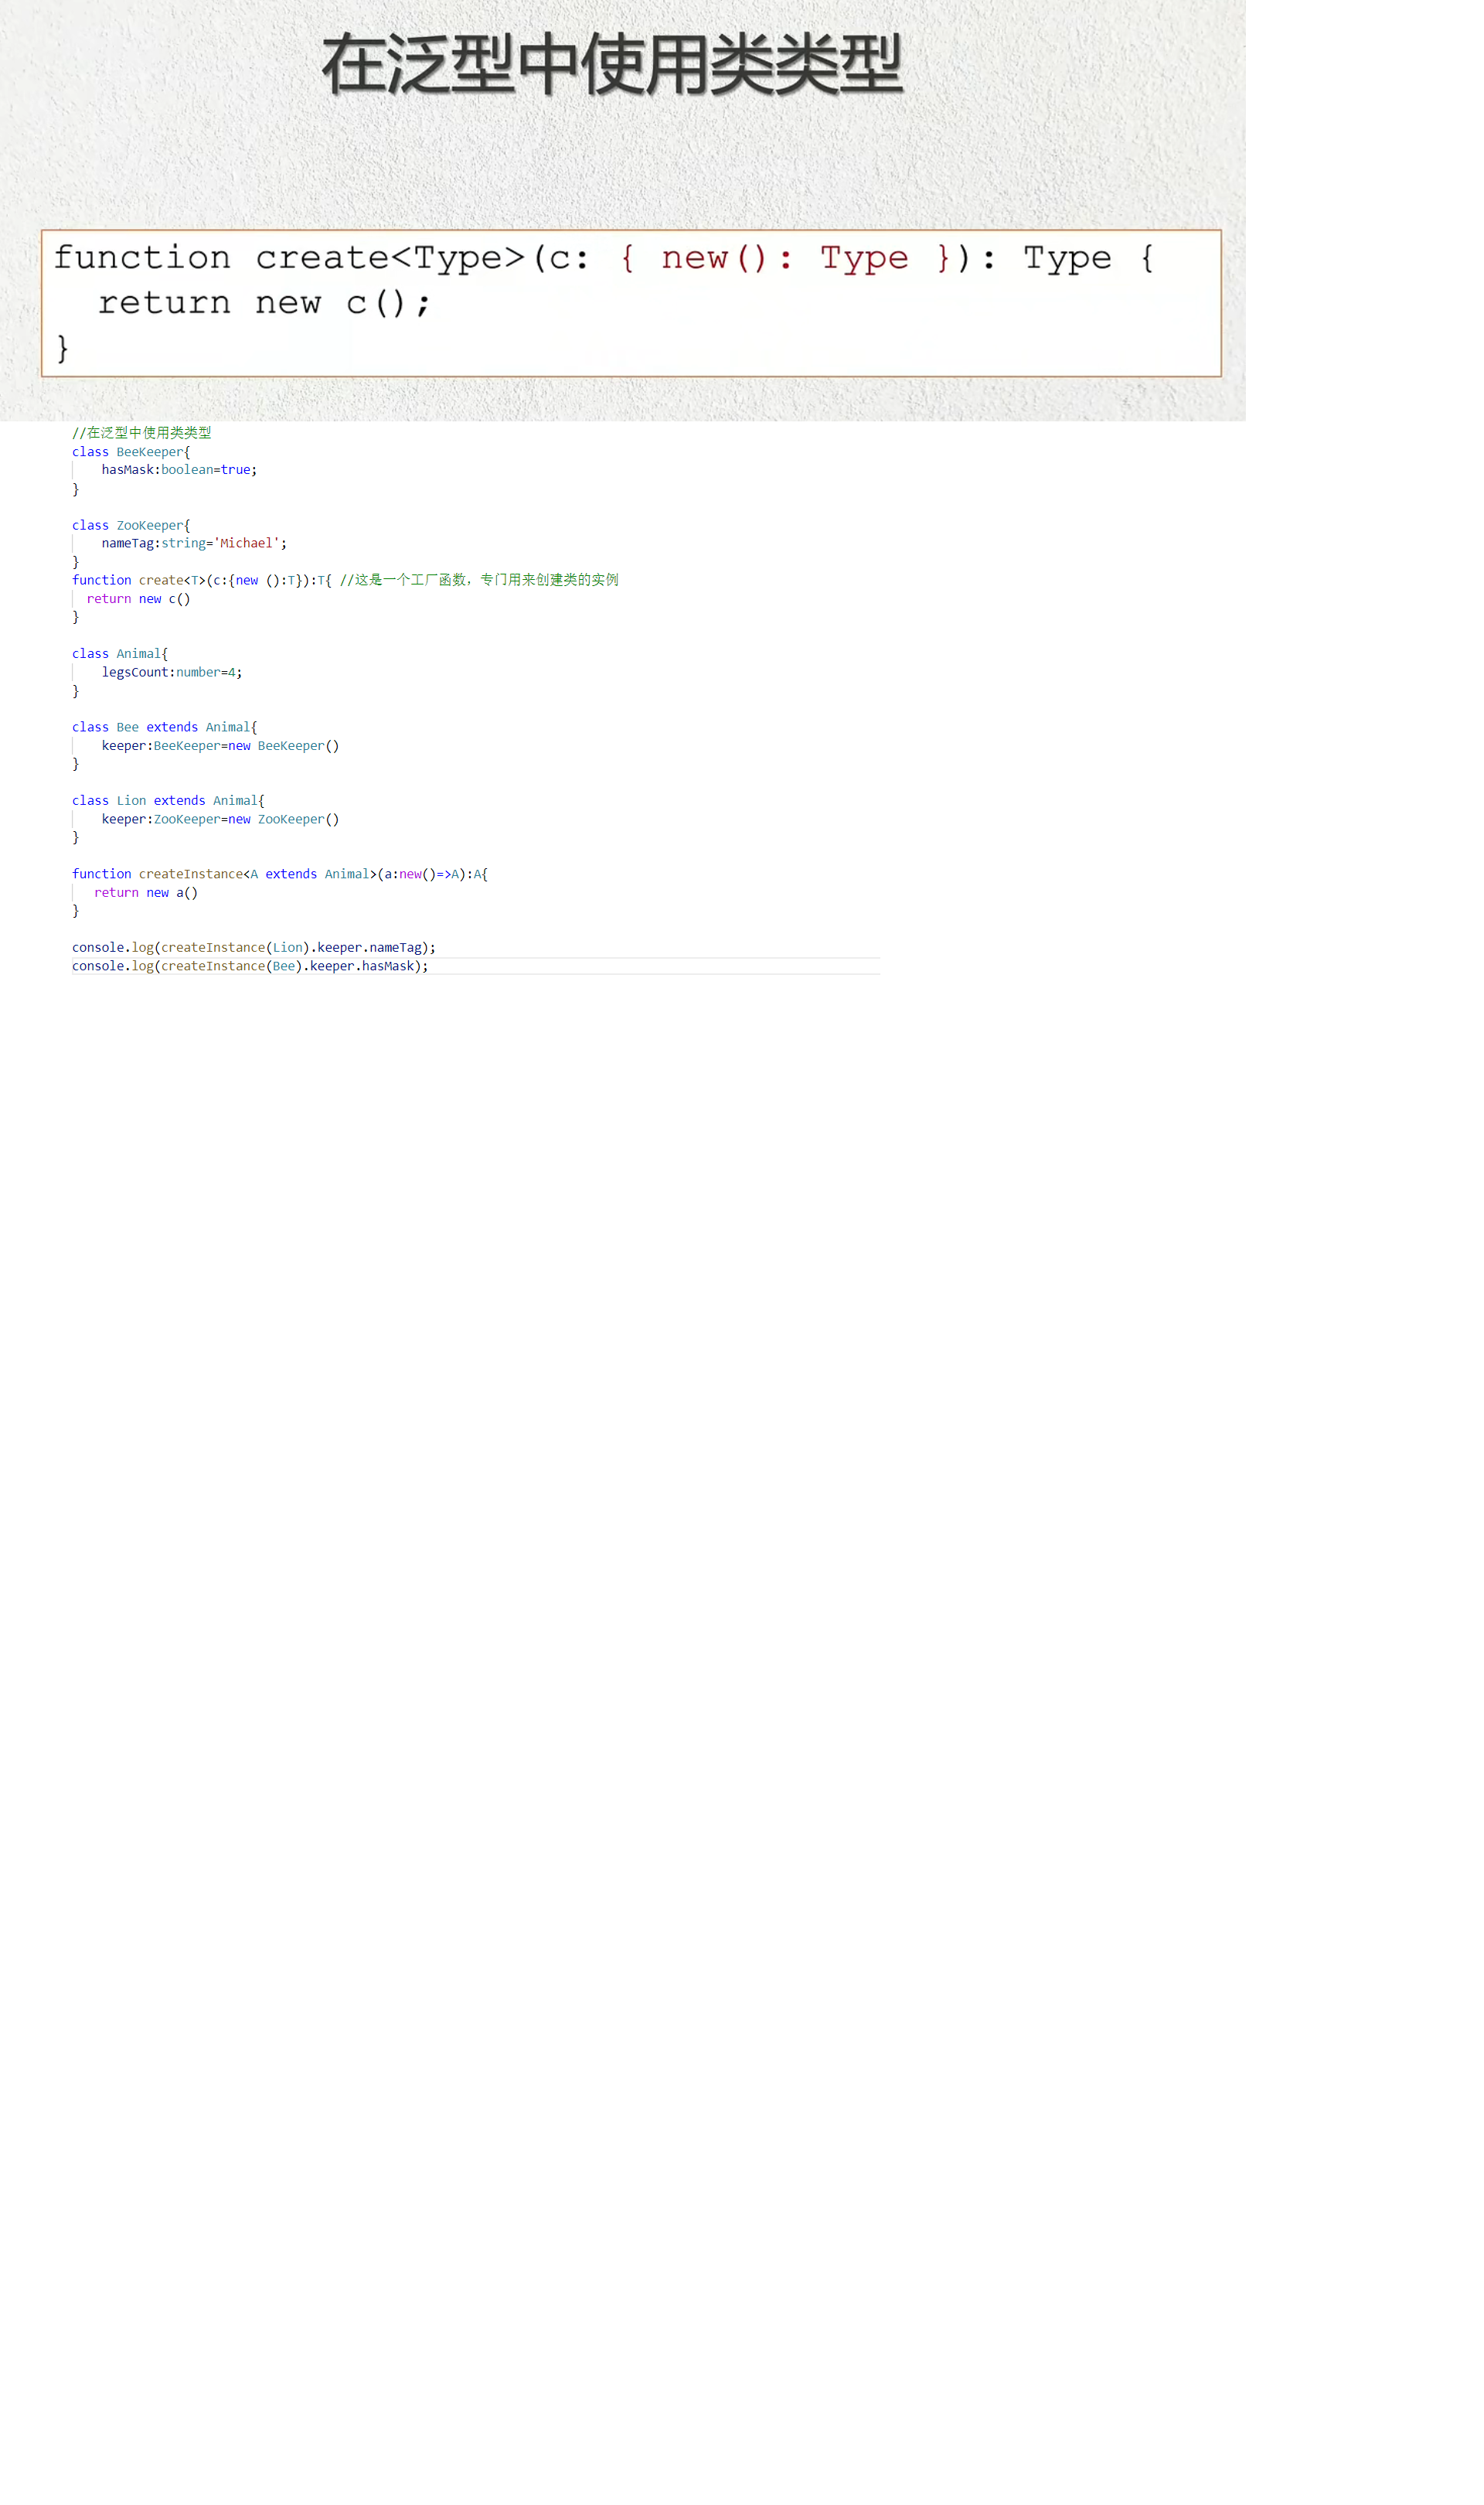 在泛型中使用类类型
function create<Type>(c: { new(): Type }): Type {
  return new c();
}
//在泛型中使用类类型
class BeeKeeper{
    hasMask:boolean=true;
}
class ZooKeeper{
    nameTag:string='Michael';
}
function create<T>(c:{new ():T}):T{ //这是一个工厂函数，专门用来创建类的实例
  return new c()
}
class Animal{
    legsCount:number=4;
}
class Bee extends Animal{
    keeper:BeeKeeper=new BeeKeeper()
}
class Lion extends Animal{
    keeper:ZooKeeper=new ZooKeeper()
}
function createInstance<A extends Animal>(a:new()=>A):A{
   return new a()
}
console.log(createInstance(Lion).keeper.nameTag);
console.log(createInstance(Bee).keeper.hasMask);